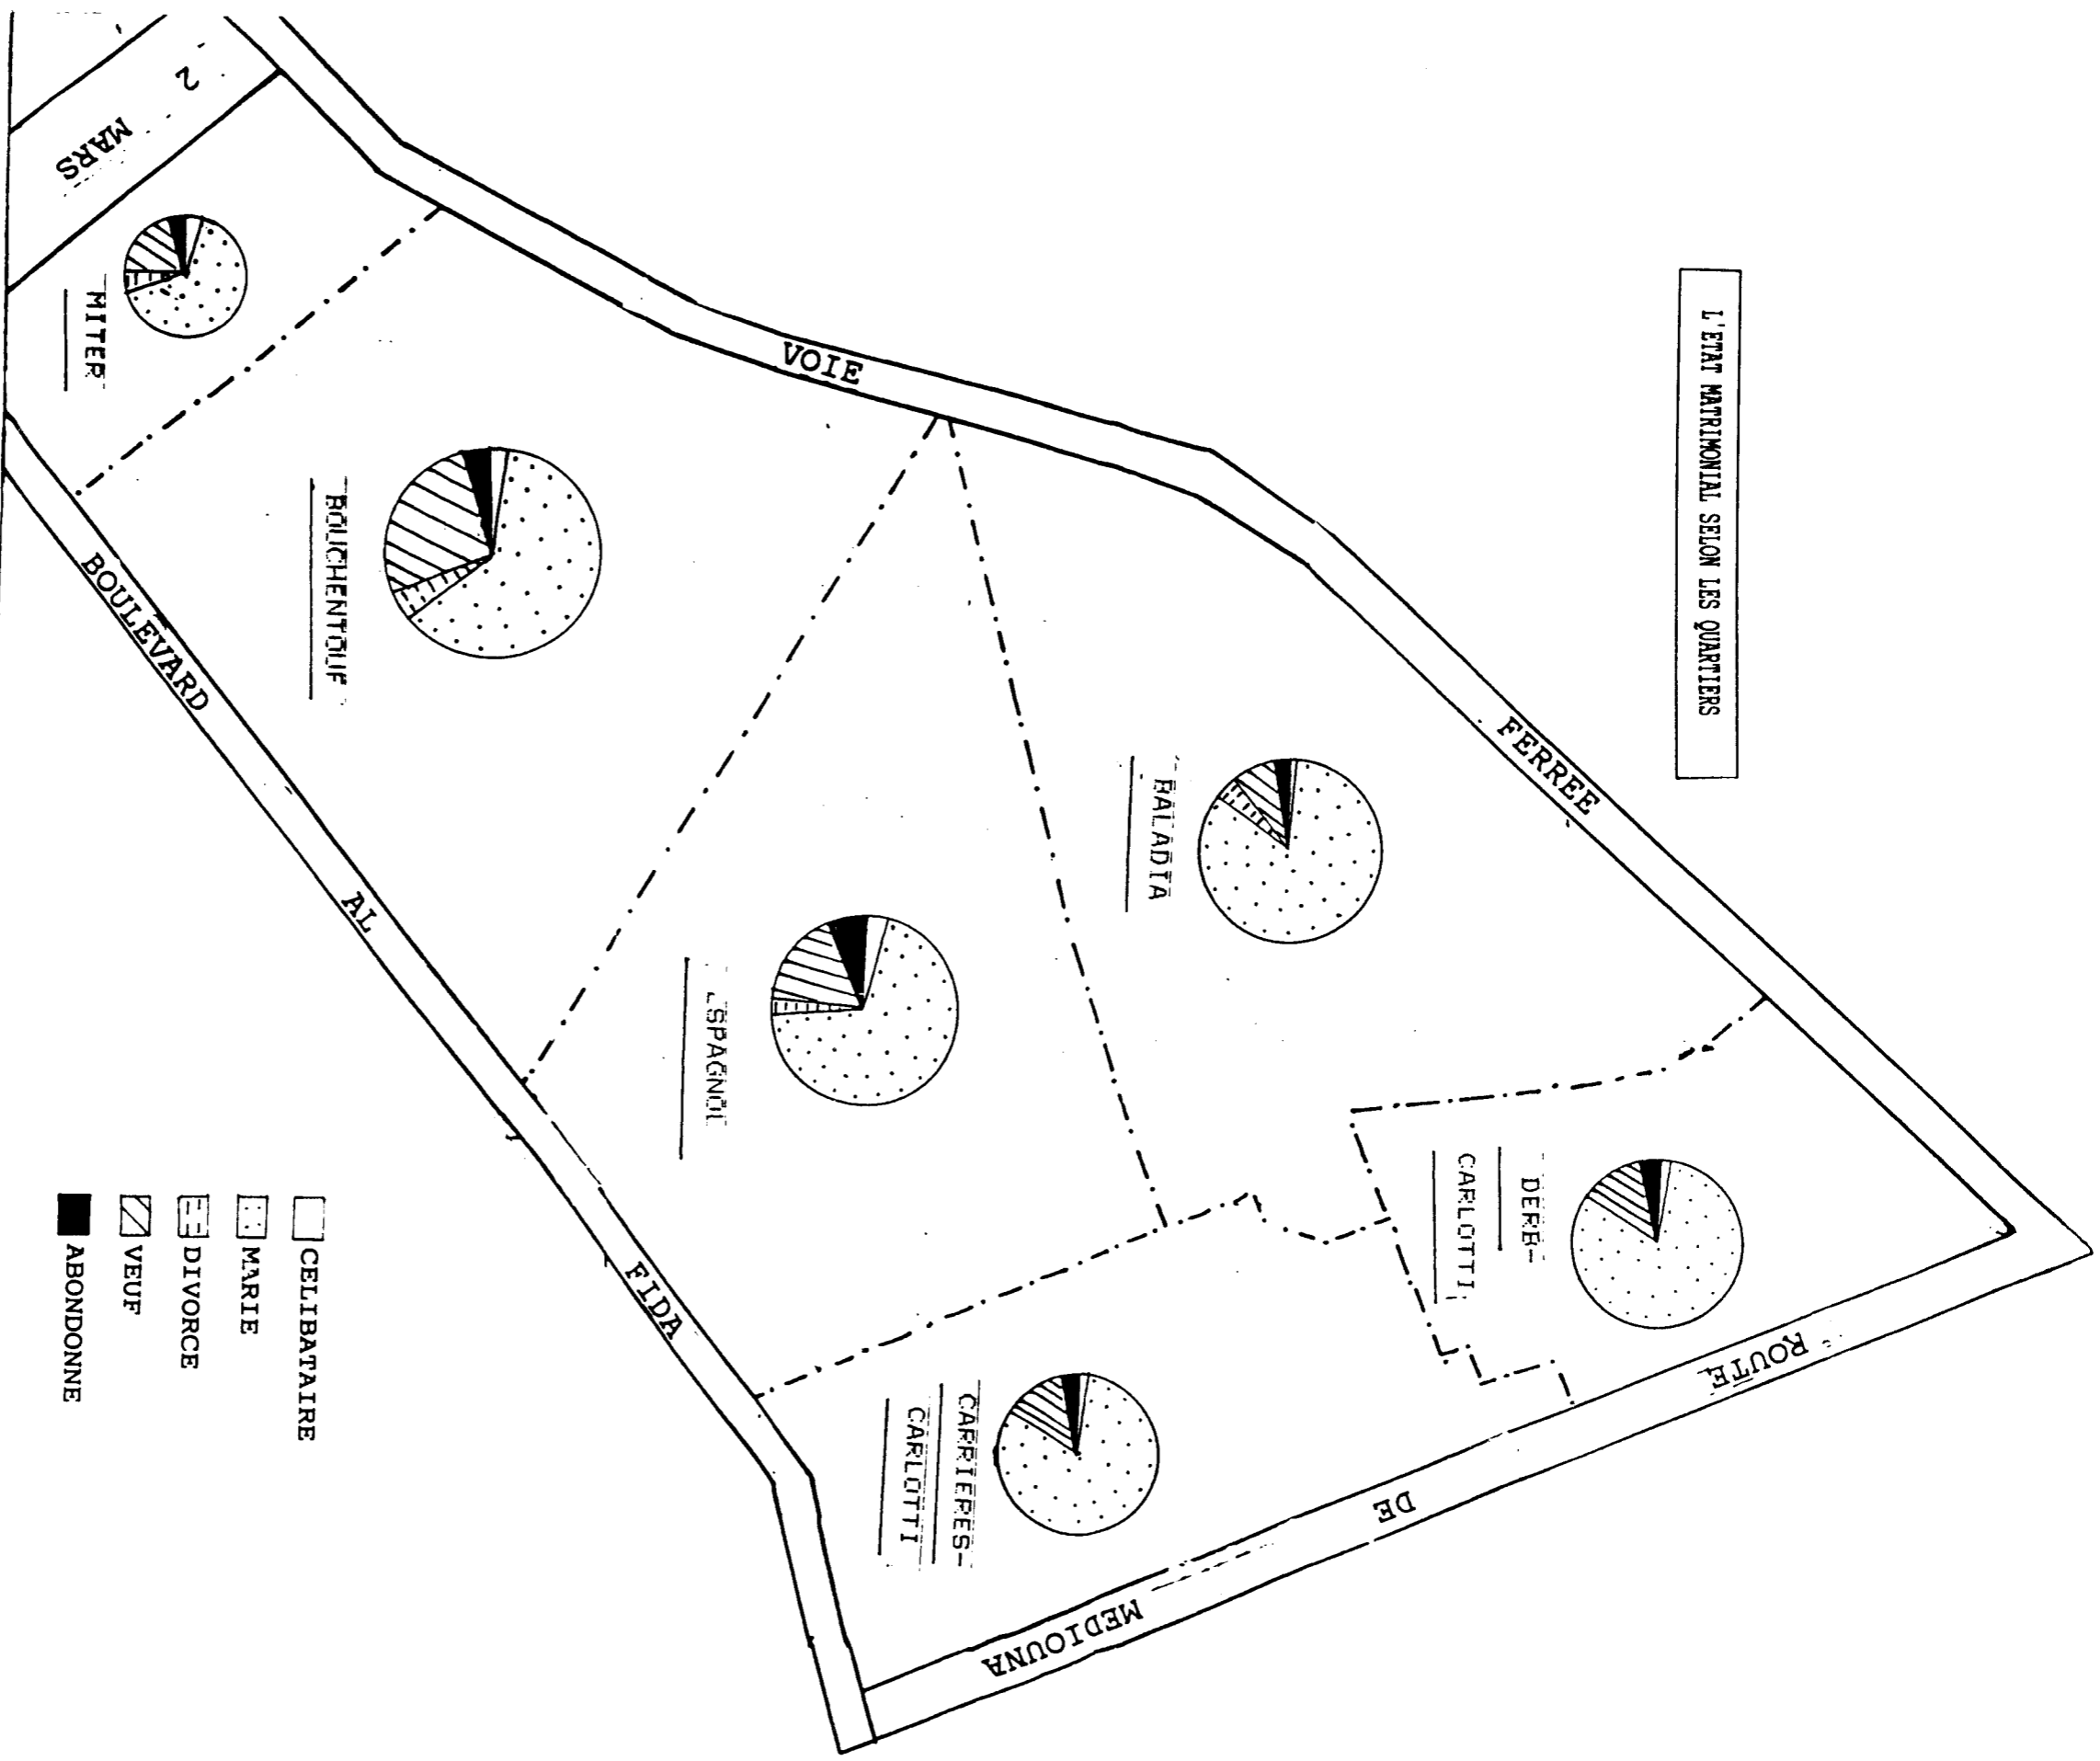 L'ETAT MATRIMONIAL SELON LES QUARTIERS
VOIE FERREE
2 MARS
MITER
BOUCHENTOUF
BALADIA
ESPAGNOL
DERB-
CARLOTTI
CARRIERES-
CARLOTTI
BOULEVARD AL FIDA
ROUTE DE MEDIOUNA
CELIBATAIRE
MARIE
DIVORCE
VEUF
ABONDONNE